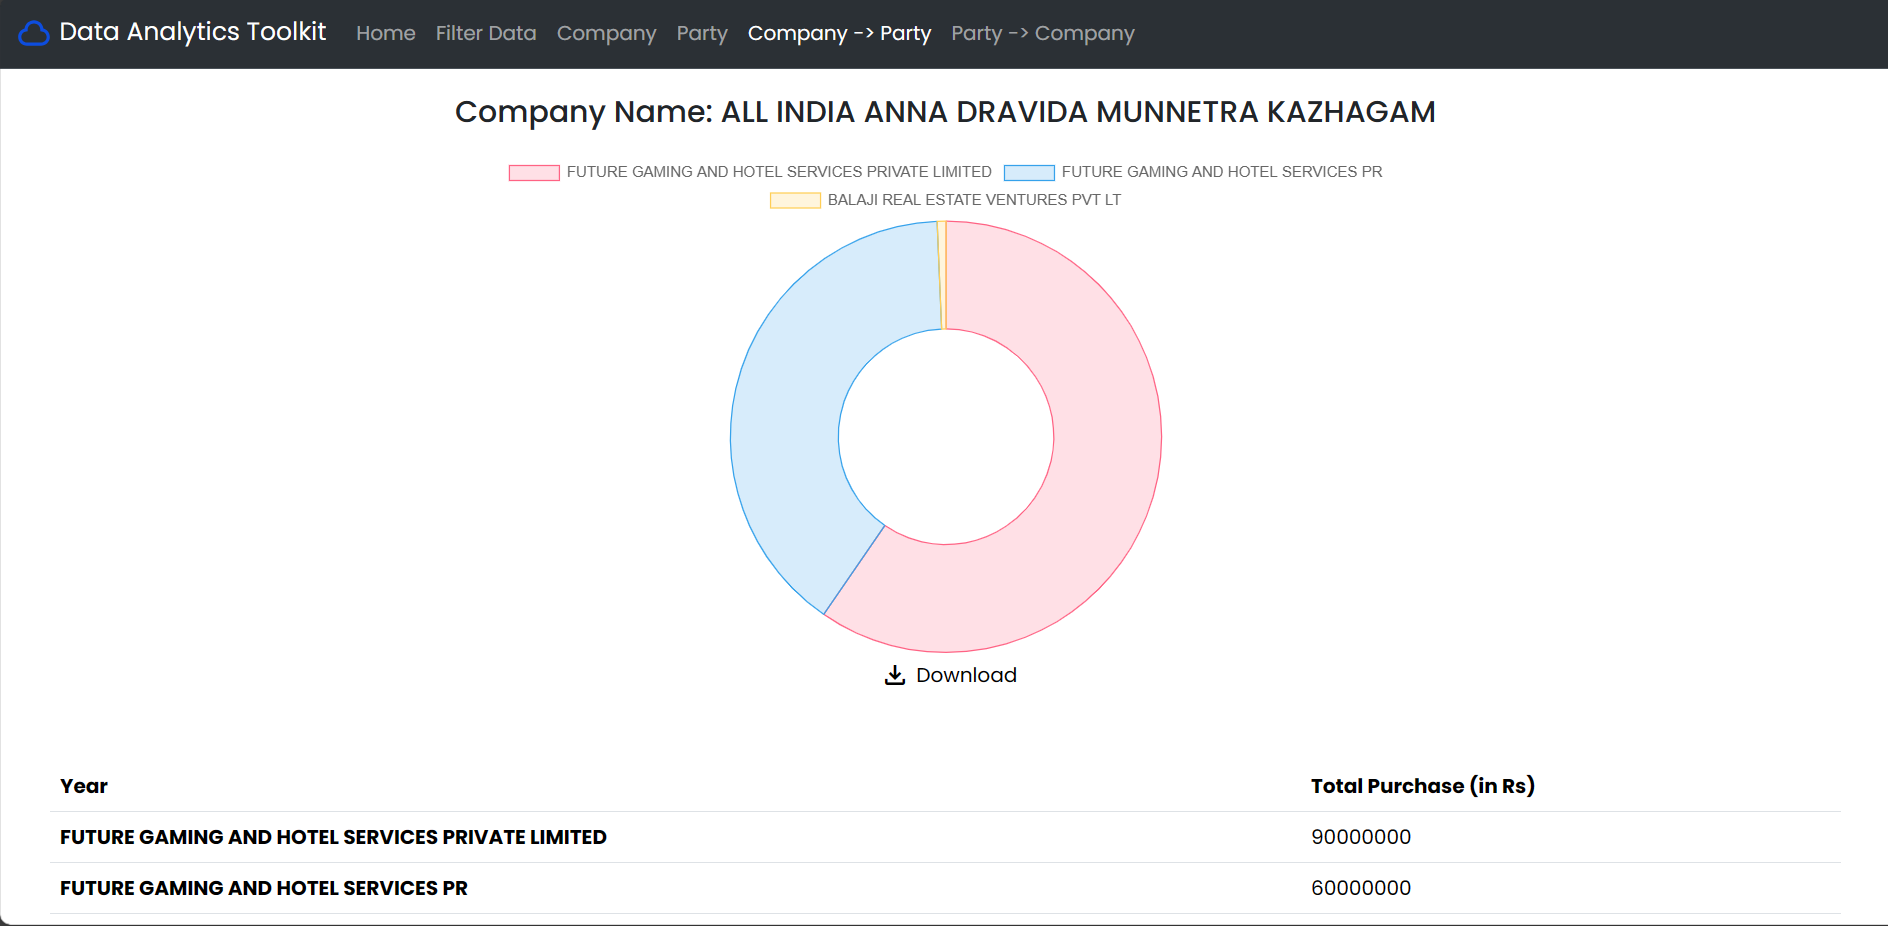 Data Analytics Toolkit Home Filter Data Company Party Company -> Party Party -> Company
Company Name: ALL INDIA ANNA DRAVIDA MUNNETRA KAZHAGAM
FUTURE GAMING AND HOTEL SERVICES PRIVATE LIMITED FUTURE GAMING AND HOTEL SERVICES PR
BALAJI REAL ESTATE VENTURES PVT LT
Download
Year Total Purchase (in Rs)
FUTURE GAMING AND HOTEL SERVICES PRIVATE LIMITED 90000000
FUTURE GAMING AND HOTEL SERVICES PR 60000000